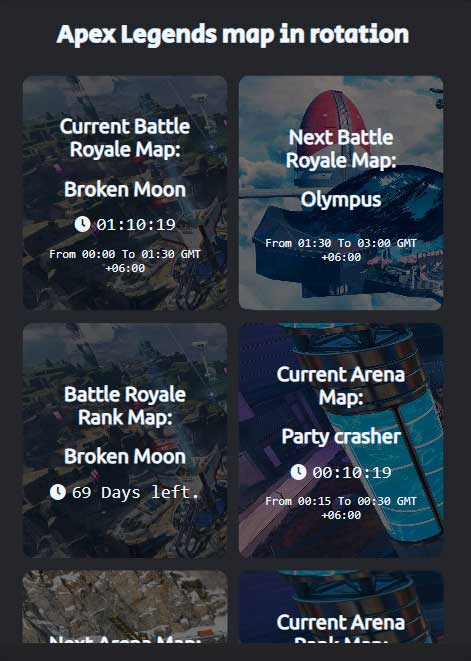 Apex Legends map in rotation
Current Battle
Royale Map:
Broken Moon
01:10:19
From 00:00 To 01:30 GMT
+06:00
Next Battle
Royale Map:
Olympus
From 01:30 To 03:00 GMT
+06:00
Battle Royale
Rank Map:
Broken Moon
69 Days left.
Current Arena
Map:
Party crasher
00:10:19
From 00:15 To 00:30 GMT
+06:00
Next Arena Map:
Current Arena
Rank Map: